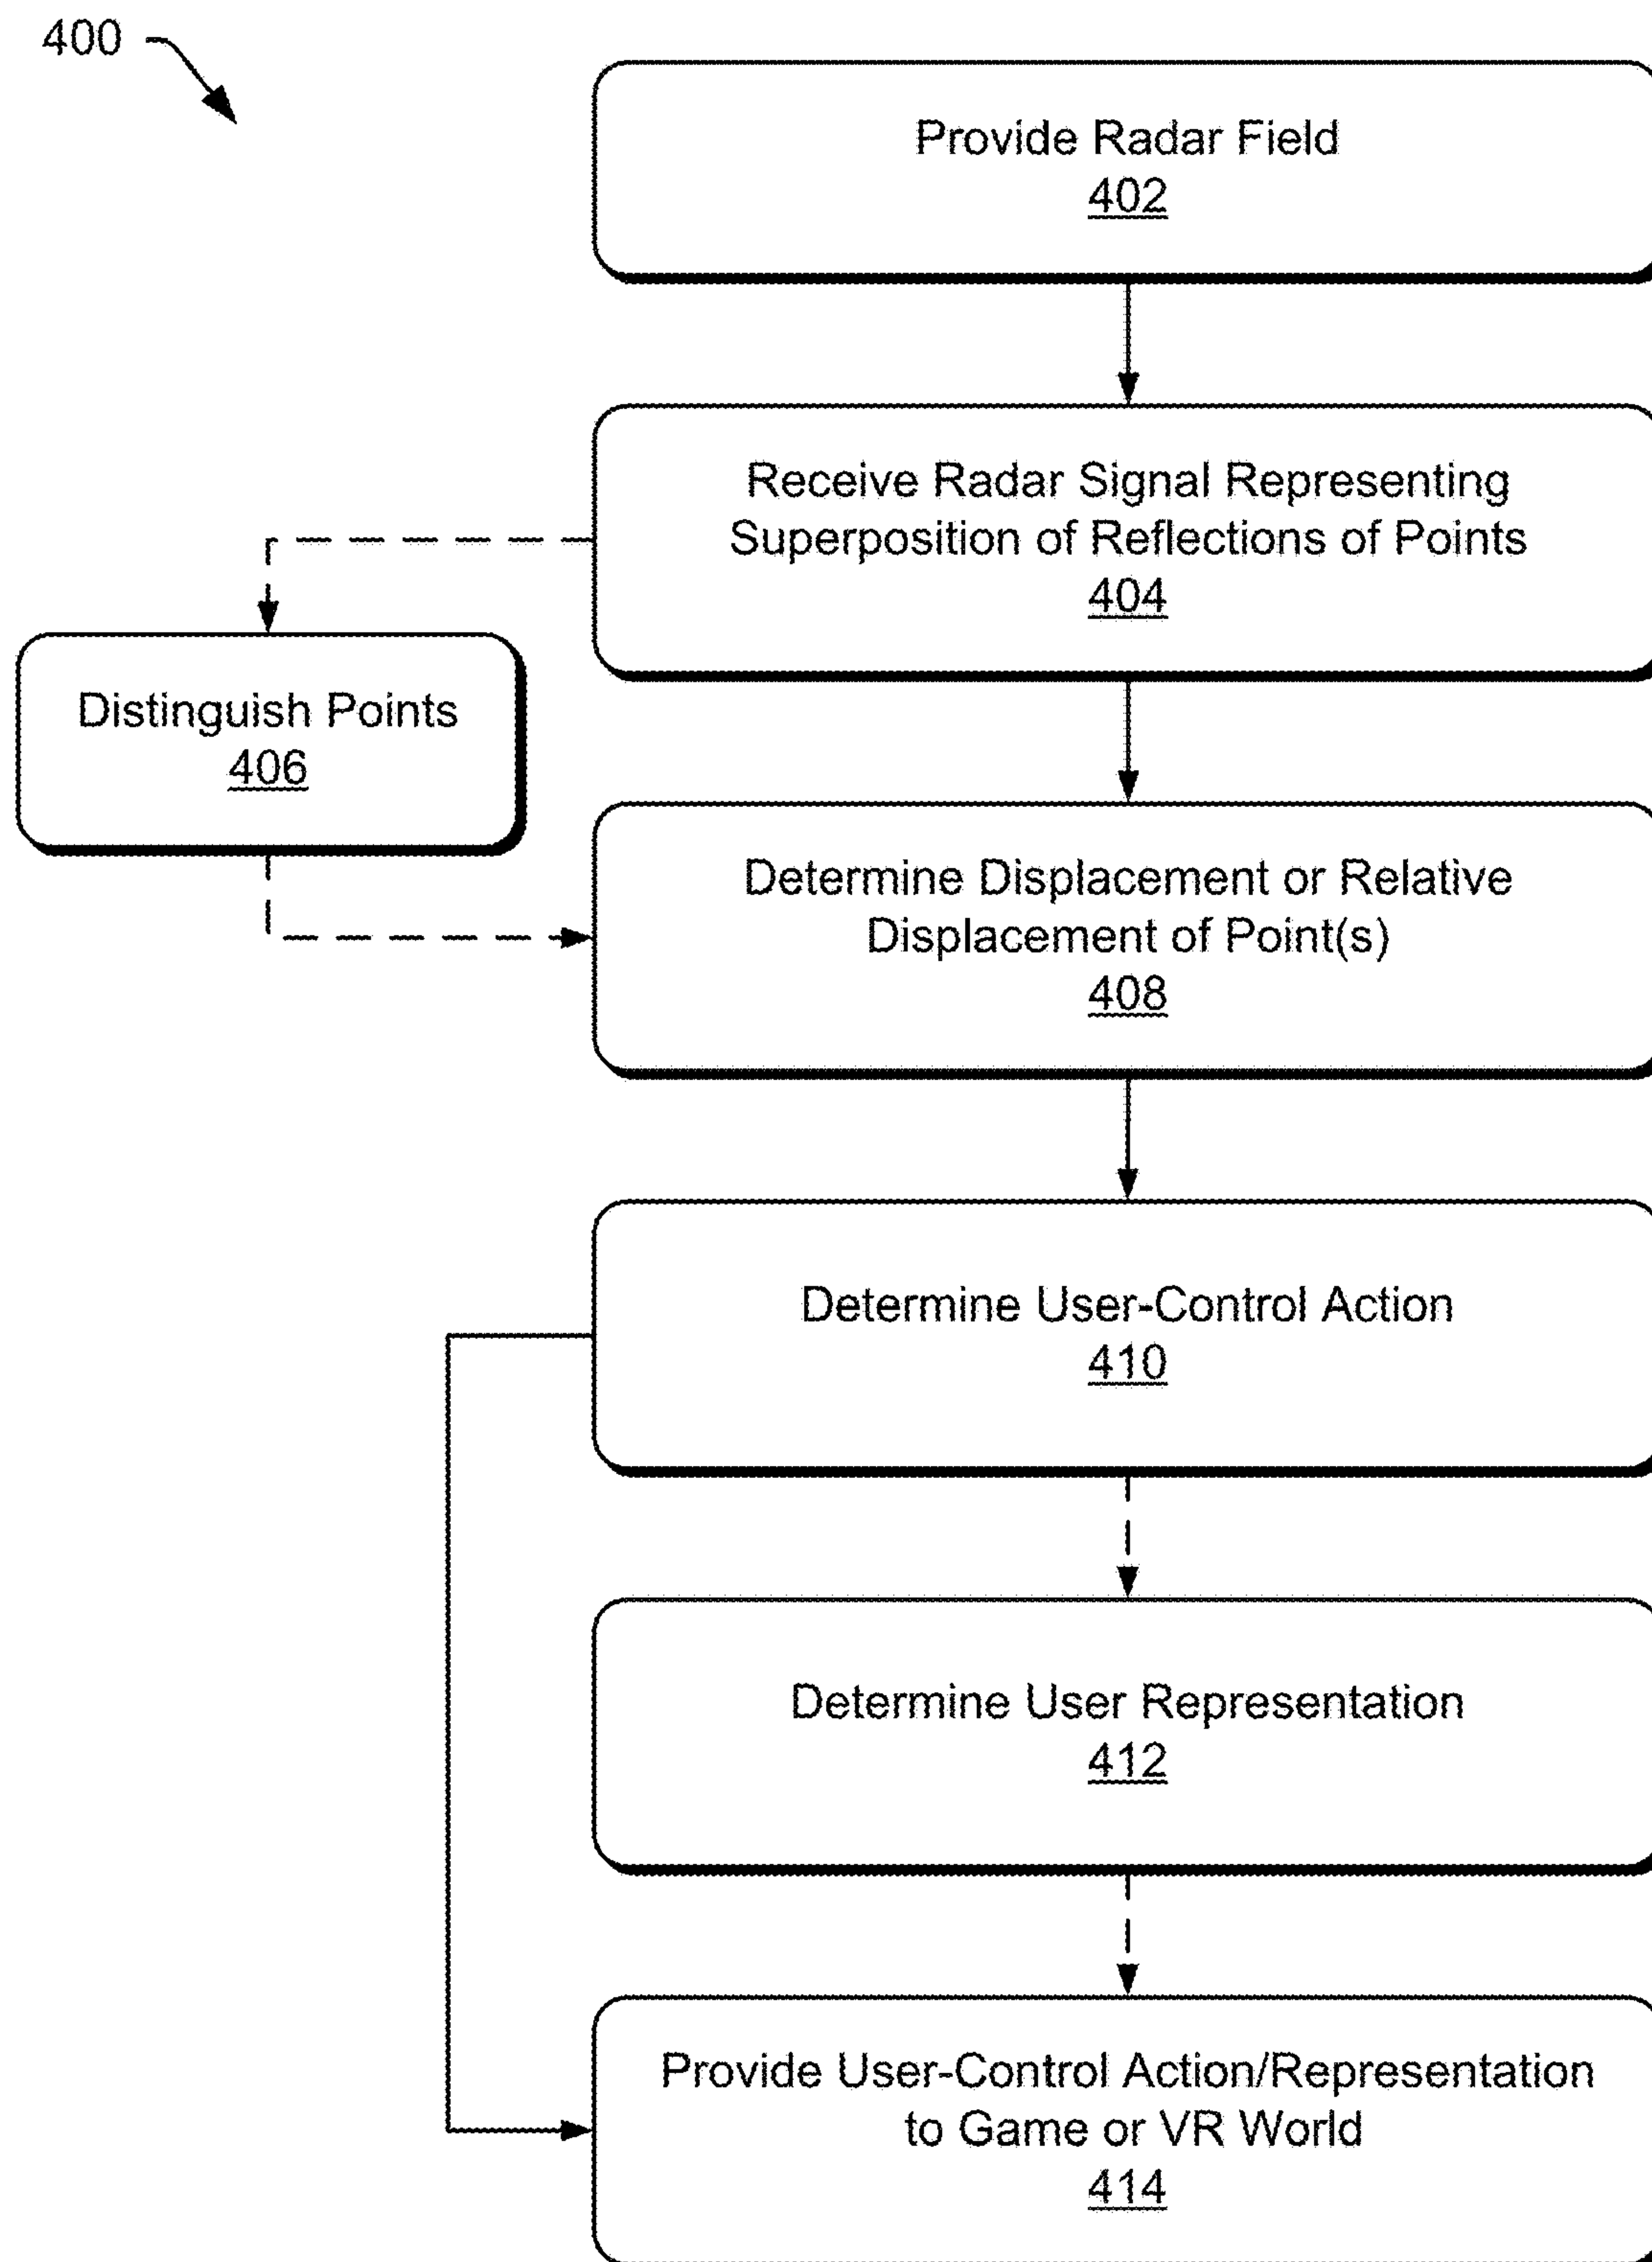 400
Provide Radar Field
402
Receive Radar Signal Representing
Superposition of Reflections of Points
404
Distinguish Points
406
Determine Displacement or Relative
Displacement of Point(s)
408
Determine User-Control Action
410
Determine User Representation
412
Provide User-Control Action/Representation
to Game or VR World
414